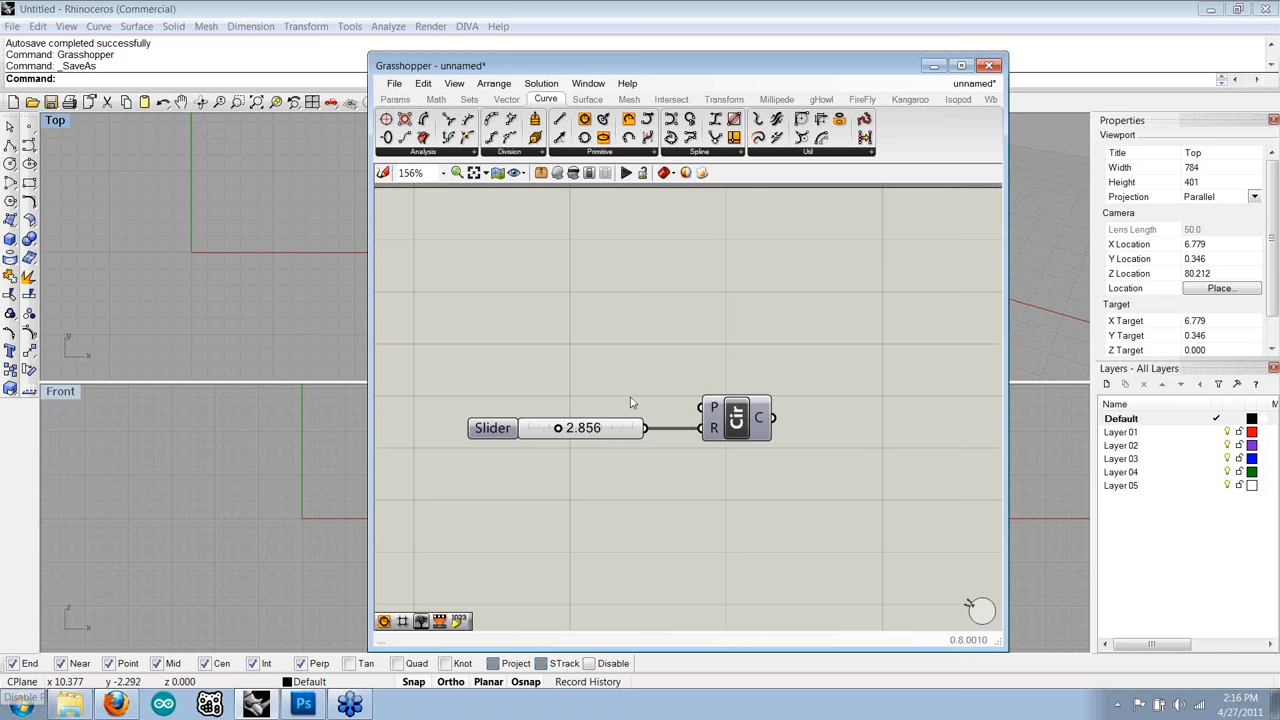 Untitled - Rhinoceros (Commercial)
File Edit View Curve Surface Solid Mesh Dimension Transform Tools Analyze Render DIVA Help
Autosave completed successfully
Command: Grasshopper
Command: _SaveAs
Command:
Grasshopper - unnamed*
File Edit View Arrange Solution Window Help
unnamed*
Params Math Sets Vector Curve Surface Mesh Intersect Transform Millipede gHowl FireFly Kangaroo Isopod Wb
Analysis
Division
Primitive
Spline
Util
156%
Top
y
x
Front
z
x
Slider
2.856
P
R
Cir
C
0.8.0010
...
Properties
Viewport
Title Top
Width 784
Height 401
Projection Parallel
Camera
Lens Length 50.0
X Location 6.779
Y Location 0.346
Z Location 80.212
Location Place...
Target
X Target 6.779
Y Target 0.346
Z Target 0.000
Layers - All Layers
Name
Default
Layer 01
Layer 02
Layer 03
Layer 04
Layer 05
End Near Point Mid Cen Int Perp Tan Quad Knot Project STrack Disable
CPlane x 10.377 y -2.292 z 0.000 Default Snap Ortho Planar Osnap Record History
Ps
2:16 PM
4/27/2011